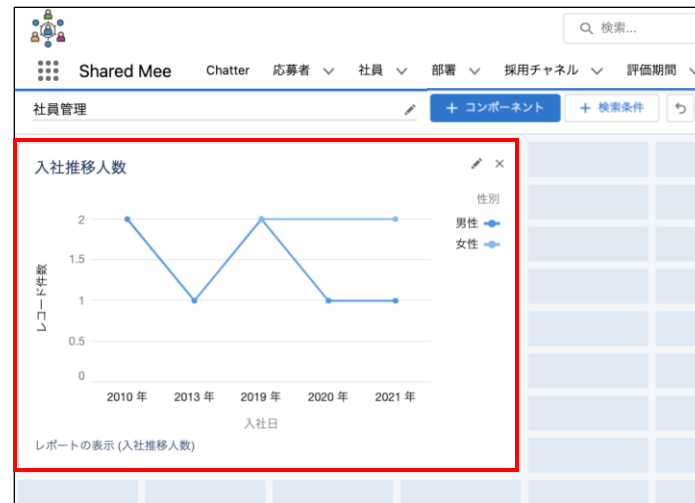 検索...
Shared Mee Chatter 応募者 社員 部署 採用チャネル 評価期間
社員管理 + コンポーネント + 検索条件
入社推移人数
性別
男性
女性
レコード件数
2
1.5
1
0.5
0
2010 年 2013 年 2019 年 2020 年 2021 年
入社日
レポートの表示 (入社推移人数)